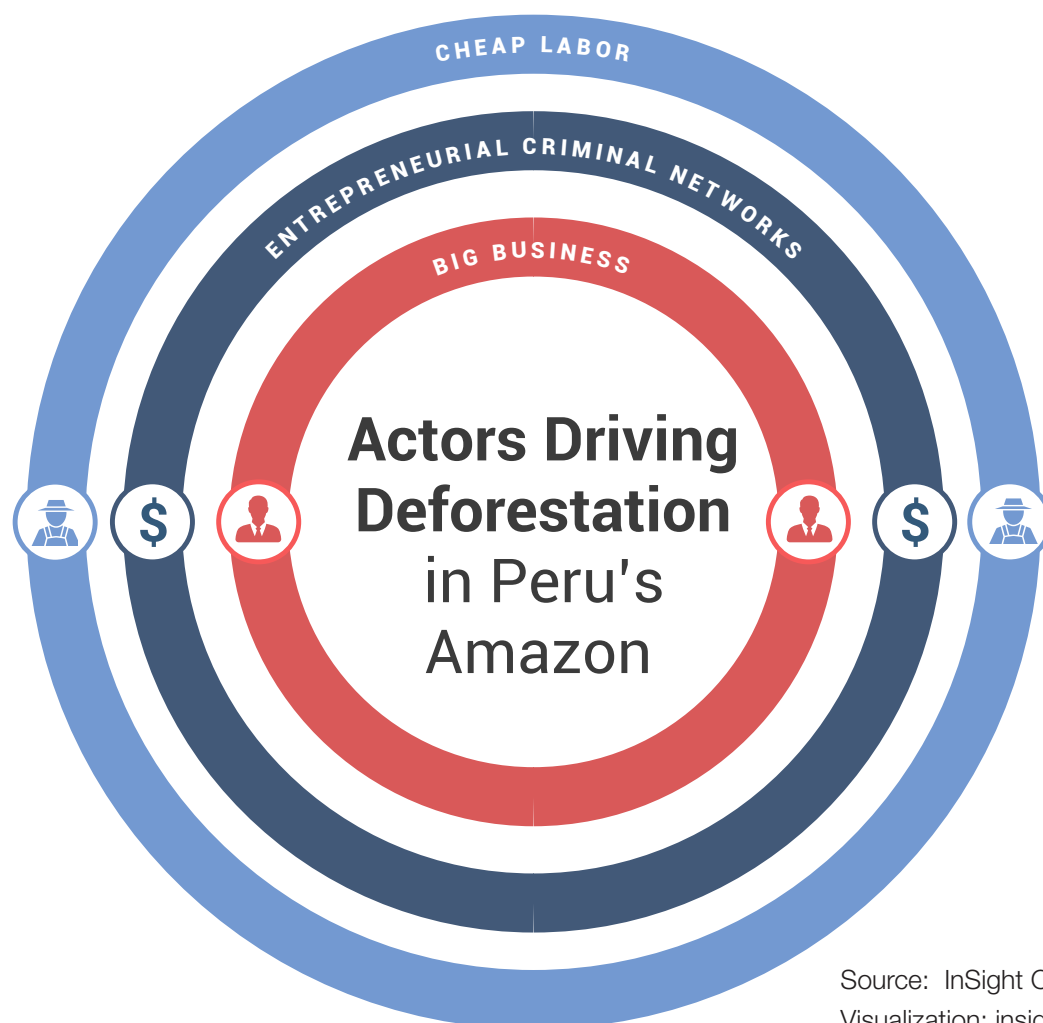 CHEAP LABOR
ENTREPRENEURIAL CRIMINAL NETWORKS
BIG BUSINESS
Actors Driving
Deforestation
in Peru's
Amazon
$ $
Source: InSight
Visualization: